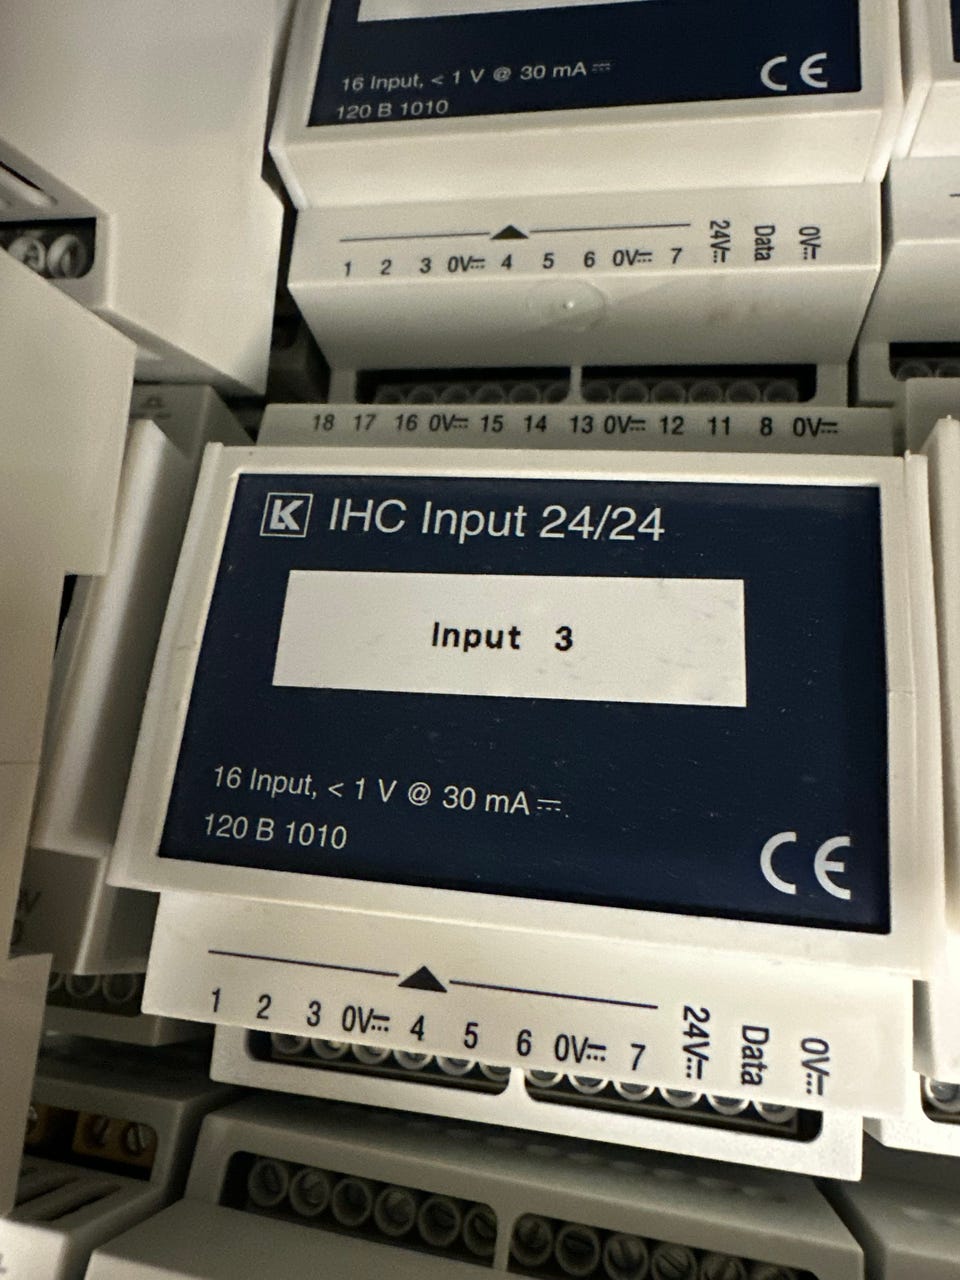 16 Input, < 1 V @ 30 mA ⎓
120 B 1010
CE
1 2 3 0V⎓ 4 5 6 0V⎓ 7 24V⎓ Data 0V⎓
18 17 16 0V⎓ 15 14 13 0V⎓ 12 11 8 0V⎓
LK IHC Input 24/24
Input 3
16 Input, < 1 V @ 30 mA ⎓
120 B 1010
CE
1 2 3 0V⎓ 4 5 6 0V⎓ 7 24V⎓ Data 0V⎓